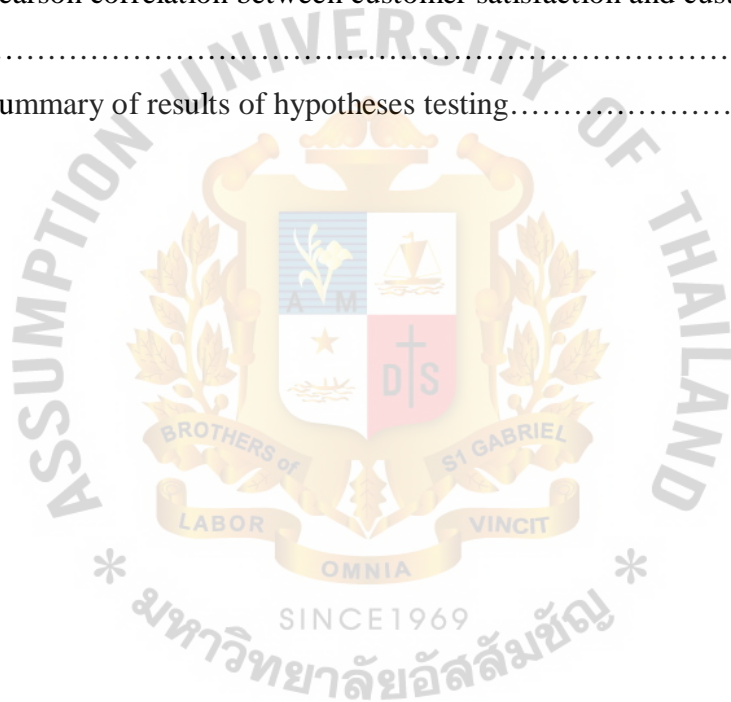 earson correlation between customer satisfaction and cust
……………………………………………………………………
ummary of results of hypotheses testing…………………
ASSUMPTION UNIVERSITY OF THAILAND
A M
D S
BROTHERS of
S1 GABRIEL
LABOR
VINCIT
OMNIA
SINCE1969
* มหาวิทยาลัยอัสสัมชัญ *